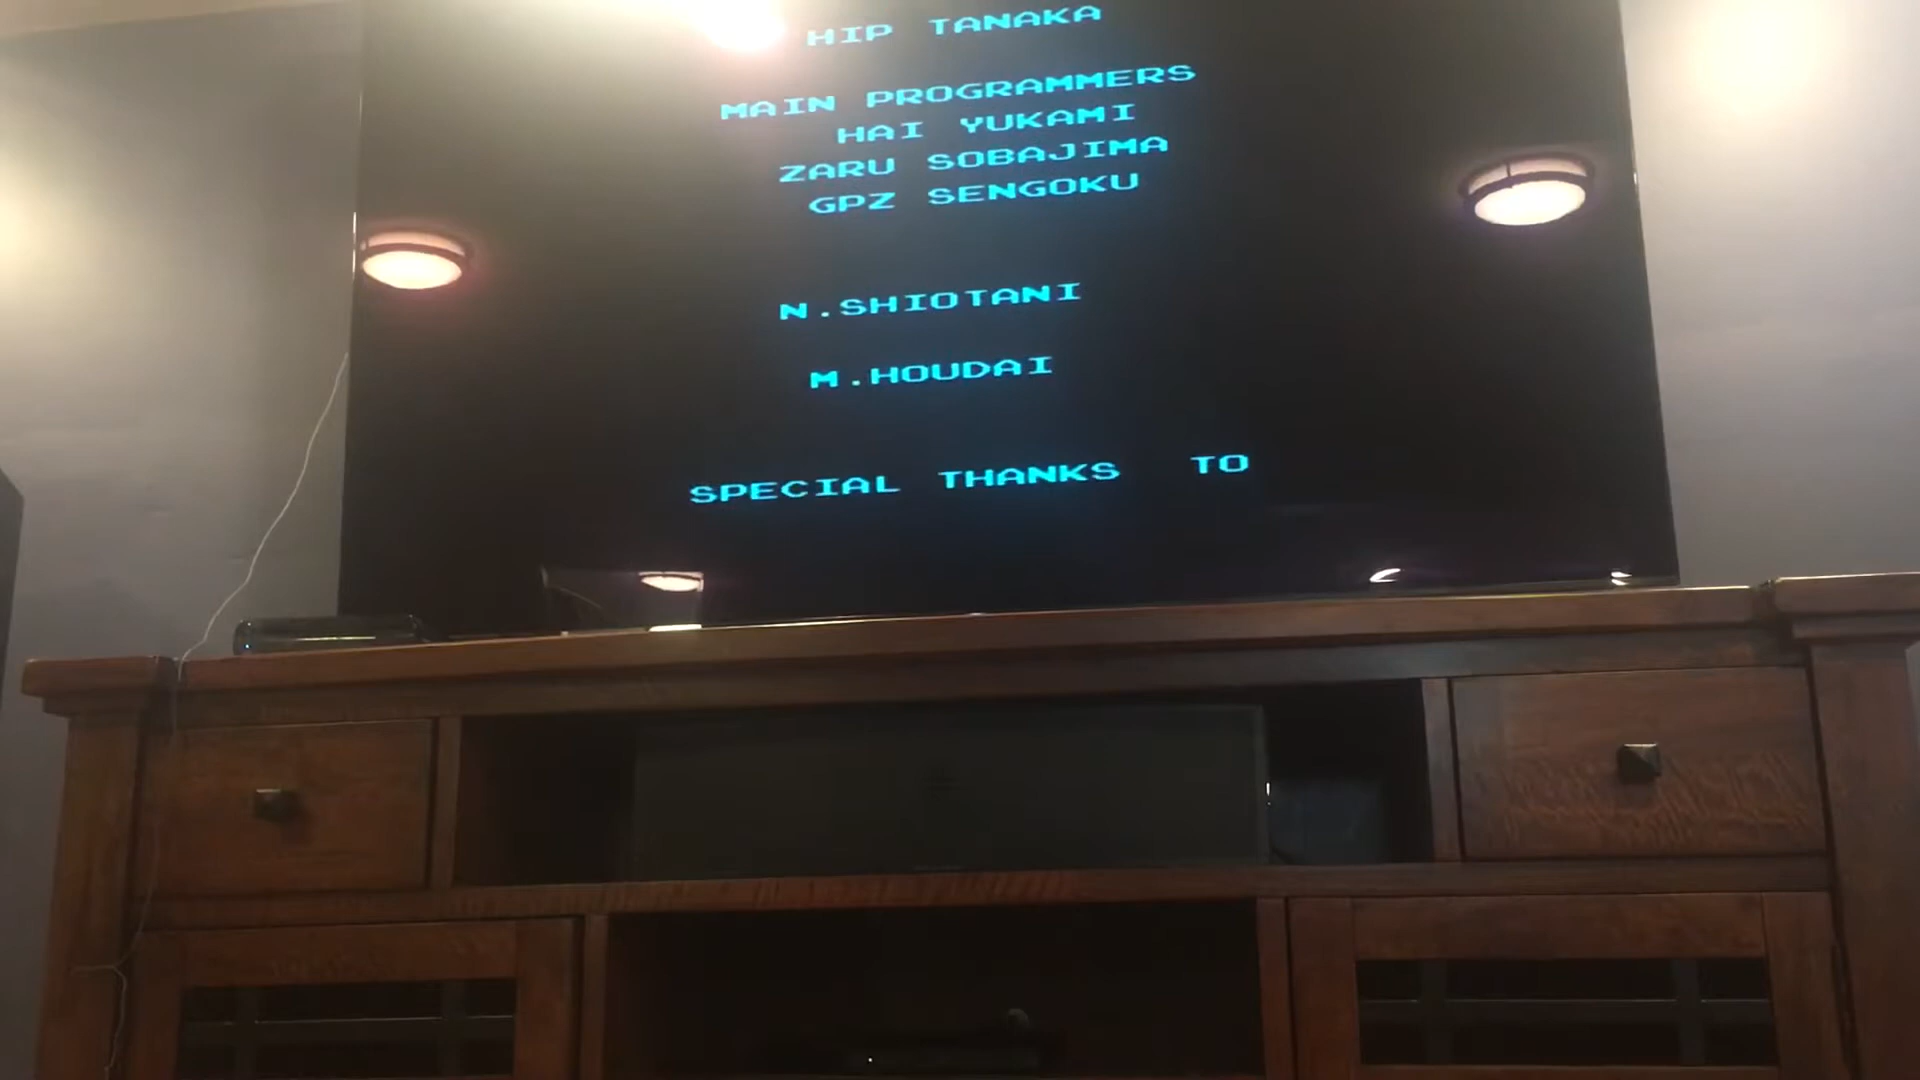 HIP TANAKA
MAIN PROGRAMMERS
HAI YUKAMI
ZARU SOBAJIMA
GPZ SENGOKU
N.SHIOTANI
M.HOUDAI
SPECIAL THANKS TO